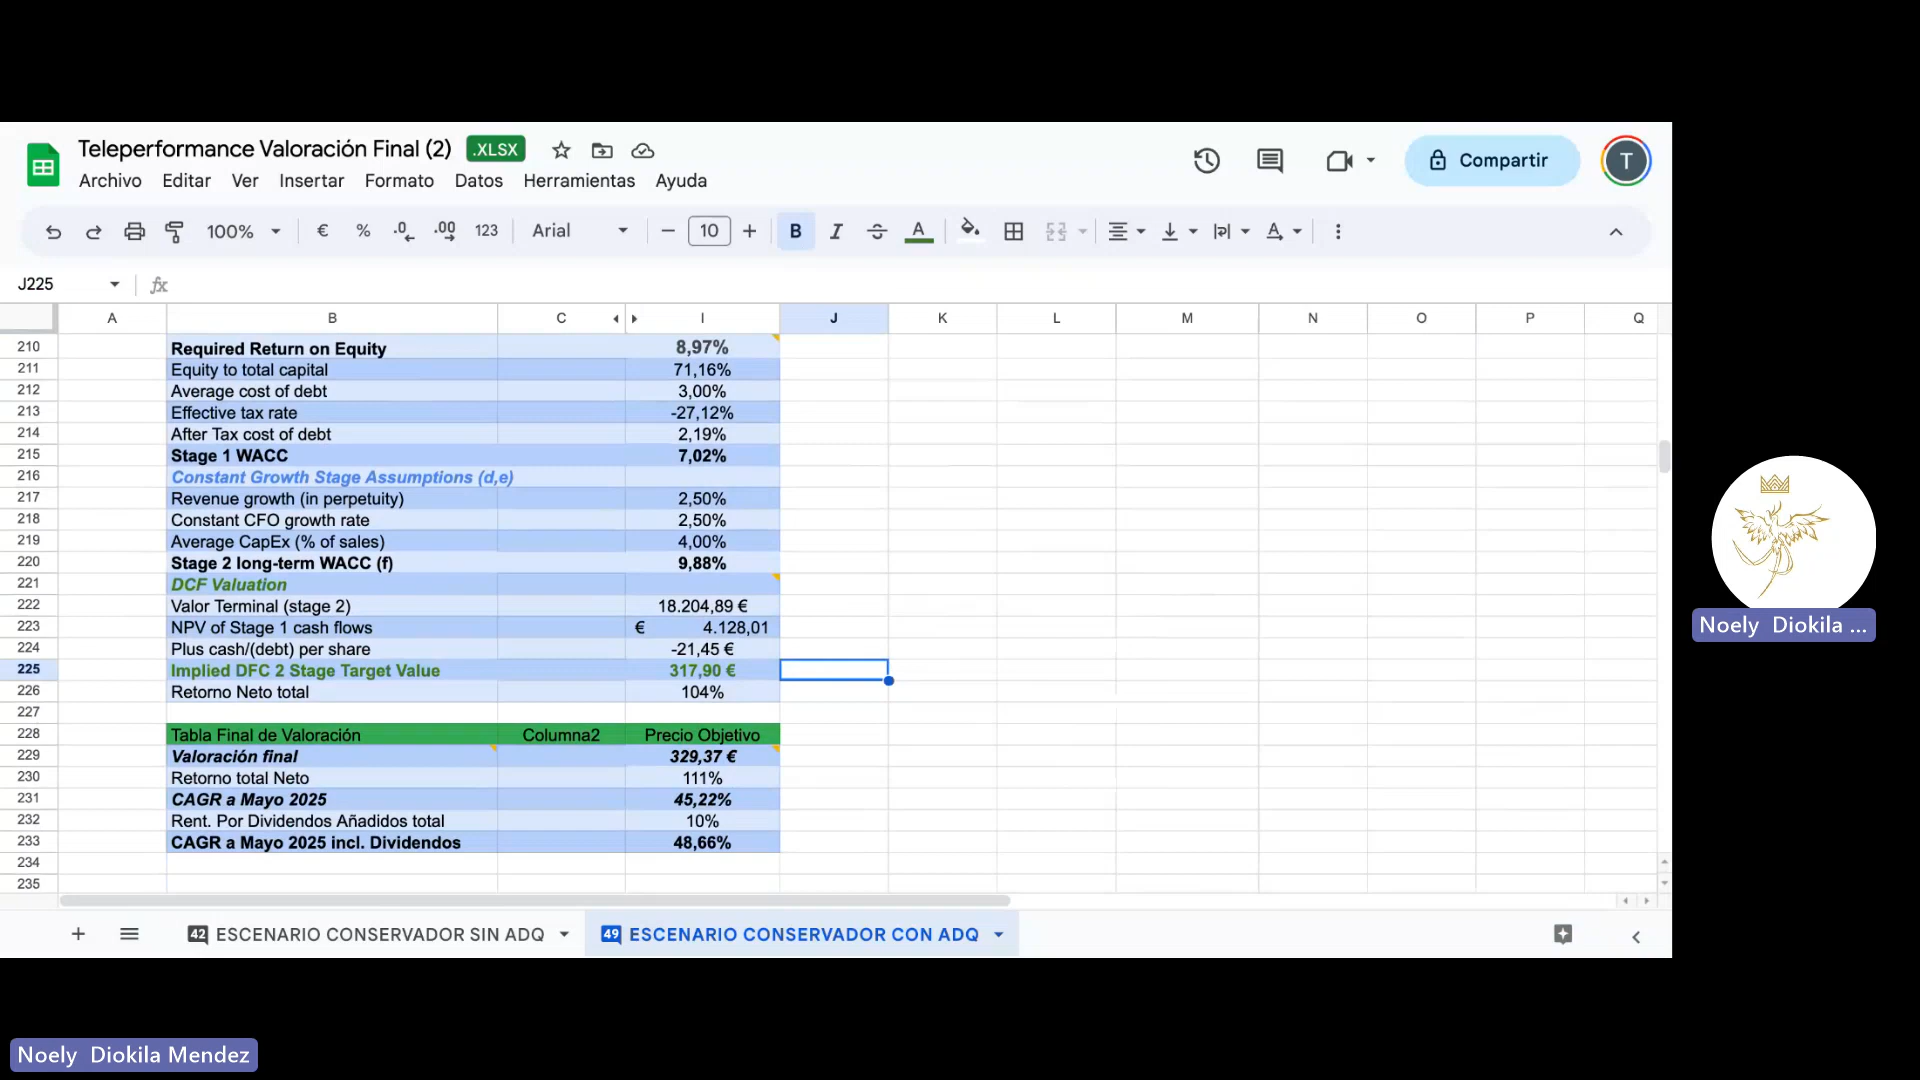 Teleperformance Valoración Final (2) .XLSX
Archivo Editar Ver Insertar Formato Datos Herramientas Ayuda
Compartir
T
100% € % .0 .00 123 Arial 10 B I S A
J225 fx
A B C I J K L M N O P Q
210 Required Return on Equity 8,97%
211 Equity to total capital 71,16%
212 Average cost of debt 3,00%
213 Effective tax rate -27,12%
214 After Tax cost of debt 2,19%
215 Stage 1 WACC 7,02%
216 Constant Growth Stage Assumptions (d,e)
217 Revenue growth (in perpetuity) 2,50%
218 Constant CFO growth rate 2,50%
219 Average CapEx (% of sales) 4,00%
220 Stage 2 long-term WACC (f) 9,88%
221 DCF Valuation
222 Valor Terminal (stage 2) 18.204,89 €
223 NPV of Stage 1 cash flows € 4.128,01
224 Plus cash/(debt) per share -21,45 €
225 Implied DFC 2 Stage Target Value 317,90 €
226 Retorno Neto total 104%
227
228 Tabla Final de Valoración Columna2 Precio Objetivo
229 Valoración final 329,37 €
230 Retorno total Neto 111%
231 CAGR a Mayo 2025 45,22%
232 Rent. Por Dividendos Añadidos total 10%
233 CAGR a Mayo 2025 incl. Dividendos 48,66%
234
235
42 ESCENARIO CONSERVADOR SIN ADQ 49 ESCENARIO CONSERVADOR CON ADQ
Noely Diokila ...
Noely Diokila Mendez